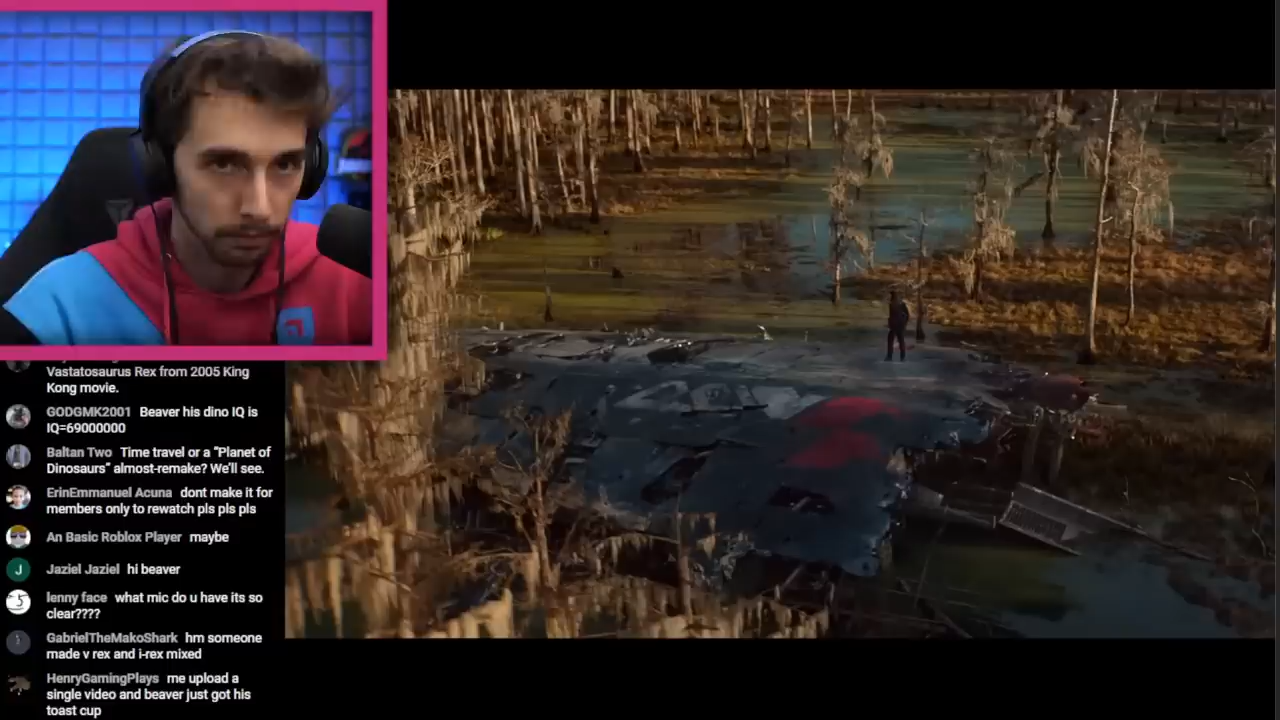 Vastatosaurus Rex from 2005 King
Kong movie.
GODGMK2001 Beaver his dino IQ is
IQ=69000000
Baltan Two Time travel or a “Planet of
Dinosaurs” almost-remake? We’ll see.
ErinEmmanuel Acuna dont make it for
members only to rewatch pls pls pls
An Basic Roblox Player maybe
J Jaziel Jaziel hi beaver
lenny face what mic do u have its so
clear????
GabrielTheMakoShark hm someone
made v rex and i-rex mixed
HenryGamingPlays me upload a
single video and beaver just got his
toast cup